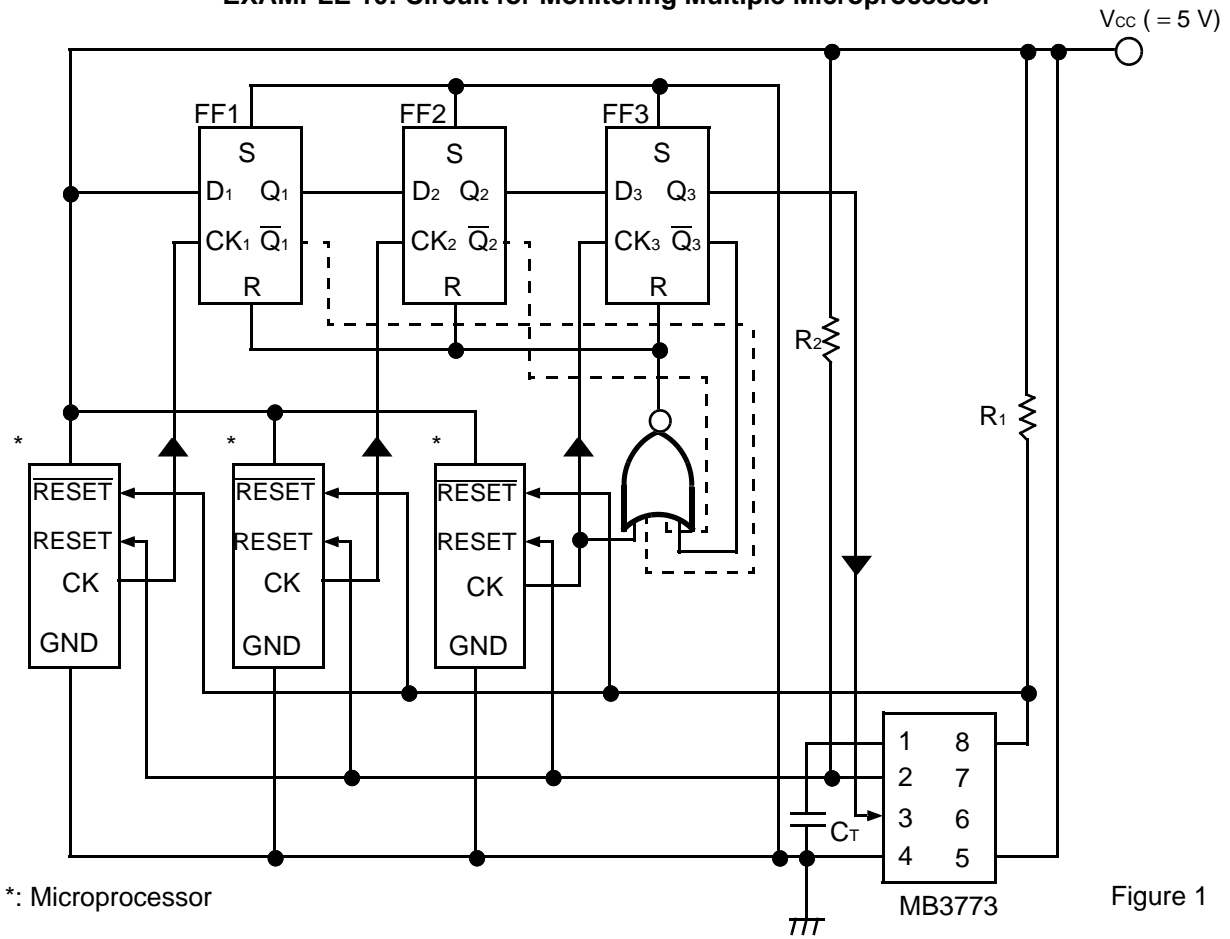 EXAMPLE 10: Circuit for Monitoring Multiple Microprocessor
VCC ( = 5 V)
FF1
FF2
FF3
S
S
S
D1 Q1
D2 Q2
D3 Q3
CK1 Q1
CK2 Q2
CK3 Q3
R
R
R
R2
R1
*
*
*
RESET
RESET
RESET
RESET
RESET
RESET
CK
CK
CK
GND
GND
GND
1 8
2 7
3 6
4 5
CT
MB3773
*: Microprocessor
Figure 1